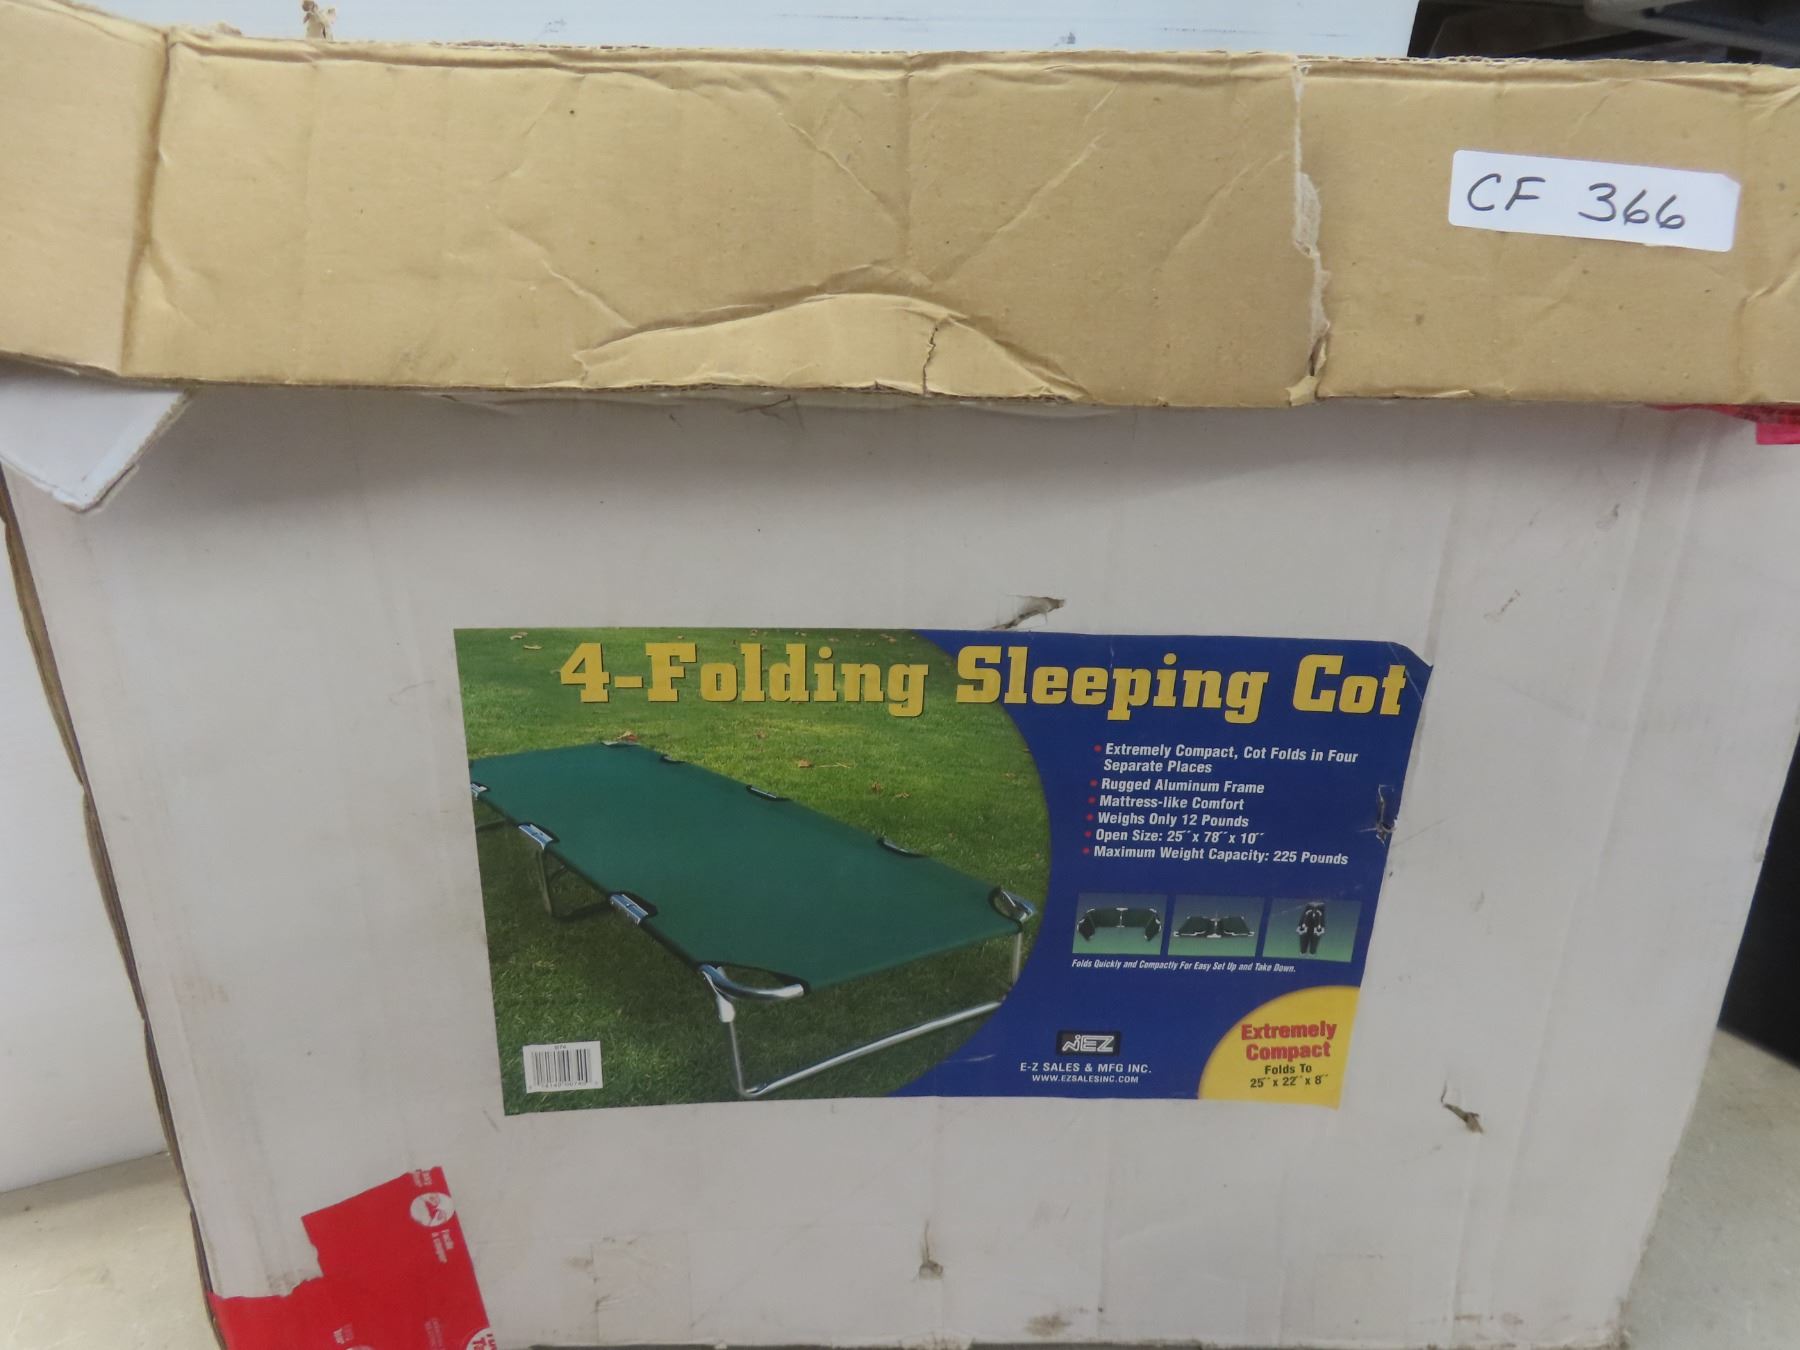 CF 366
4-Folding Sleeping Cot
• Extremely Compact, Cot Folds in Four
Separate Places
• Rugged Aluminum Frame
• Mattress-like Comfort
• Weighs Only 12 Pounds
• Open Size: 25″ x 78″ x 10″
• Maximum Weight Capacity: 225 Pounds
Folds Quickly and Compactly For Easy Set Up and Take Down.
EZ
E-Z SALES & MFG INC.
WWW.EZSALESINC.COM
Extremely
Compact
Folds To
25″ x 22″ x 8″
Facile